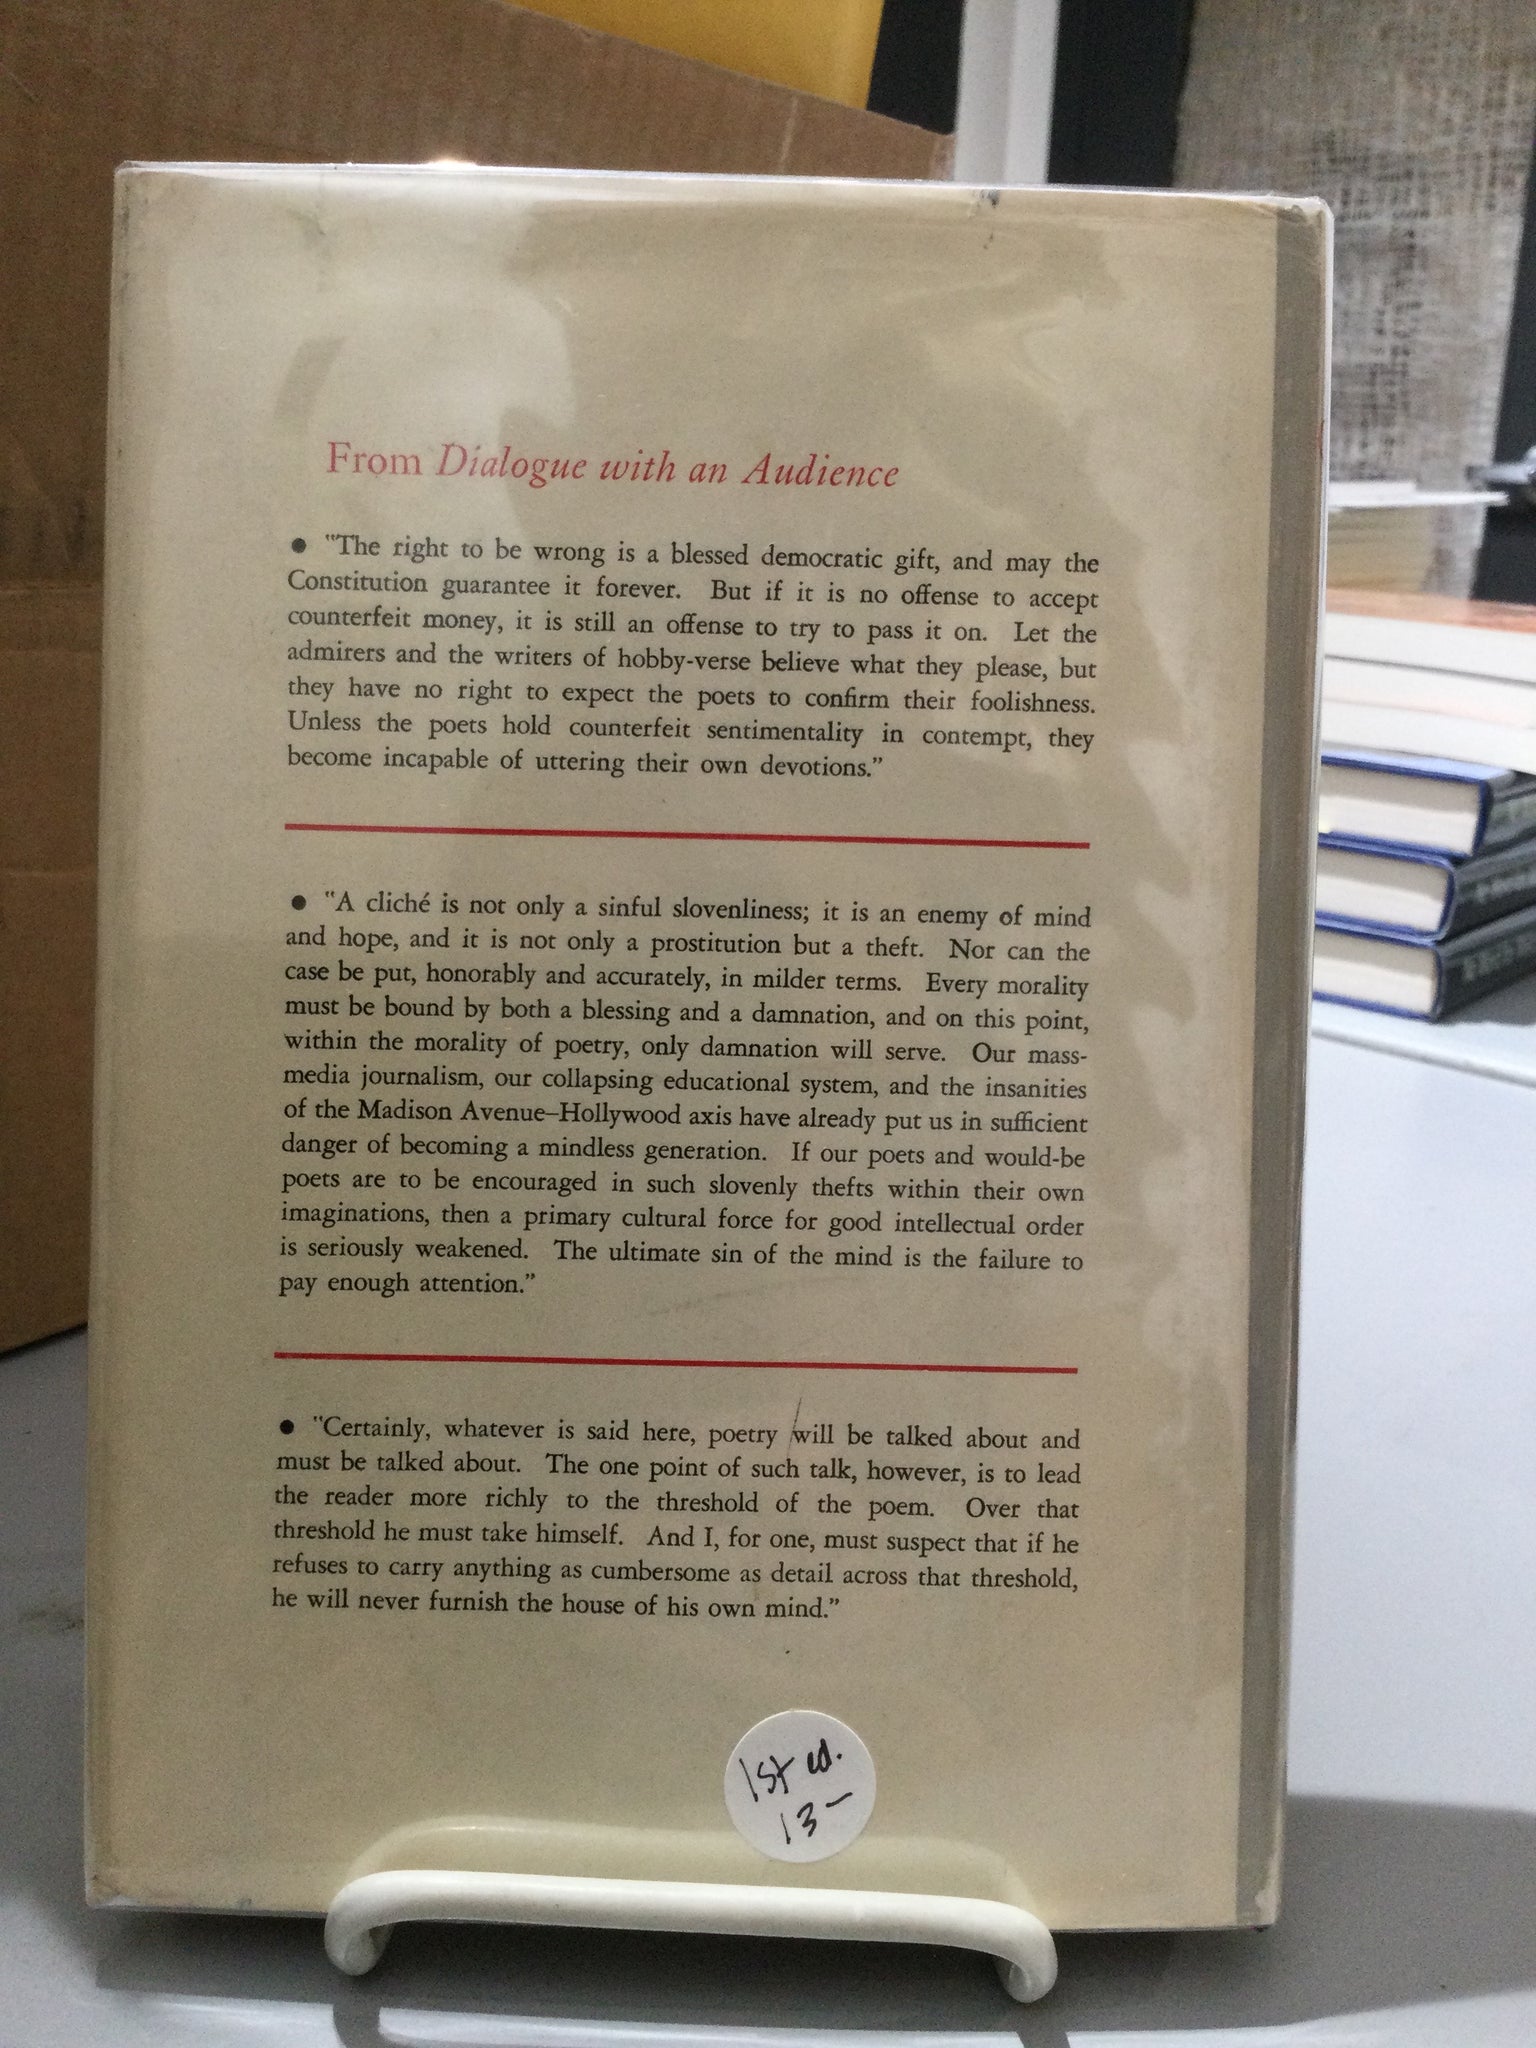 From Dialogue with an Audience
● "The right to be wrong is a blessed democratic gift, and may the
Constitution guarantee it forever. But if it is no offense to accept
counterfeit money, it is still an offense to try to pass it on. Let the
admirers and the writers of hobby-verse believe what they please, but
they have no right to expect the poets to confirm their foolishness.
Unless the poets hold counterfeit sentimentality in contempt, they
become incapable of uttering their own devotions."
● "A cliché is not only a sinful slovenliness; it is an enemy of mind
and hope, and it is not only a prostitution but a theft. Nor can the
case be put, honorably and accurately, in milder terms. Every morality
must be bound by both a blessing and a damnation, and on this point,
within the morality of poetry, only damnation will serve. Our mass-
media journalism, our collapsing educational system, and the insanities
of the Madison Avenue–Hollywood axis have already put us in sufficient
danger of becoming a mindless generation. If our poets and would-be
poets are to be encouraged in such slovenly thefts within their own
imaginations, then a primary cultural force for good intellectual order
is seriously weakened. The ultimate sin of the mind is the failure to
pay enough attention."
● "Certainly, whatever is said here, poetry will be talked about and
must be talked about. The one point of such talk, however, is to lead
the reader more richly to the threshold of the poem. Over that
threshold he must take himself. And I, for one, must suspect that if he
refuses to carry anything as cumbersome as detail across that threshold,
he will never furnish the house of his own mind."
1st ed.
13–